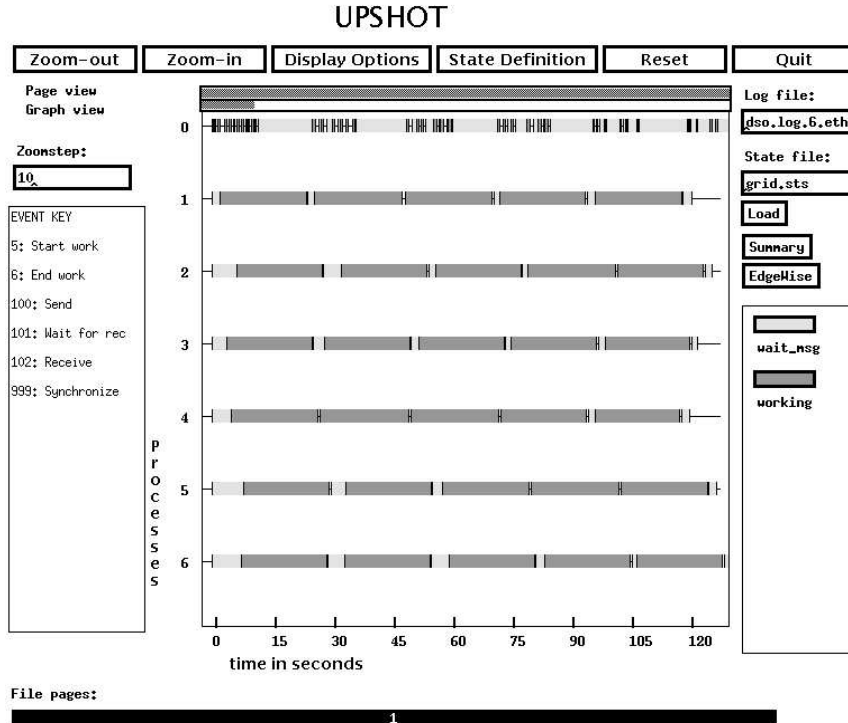 UPSHOT
Zoom-out Zoom-in Display Options State Definition Reset Quit
Page view
Graph view
Zoomstep:
10
EVENT KEY
5: Start work
6: End work
100: Send
101: Wait for rec
102: Receive
999: Synchronize
Processes
0
1
2
3
4
5
6
0 15 30 45 60 75 90 105 120
time in seconds
Log file:
dso.log.6.eth
State file:
grid.sts
Load
Summary
EdgeWise
wait_msg
working
File pages:
1